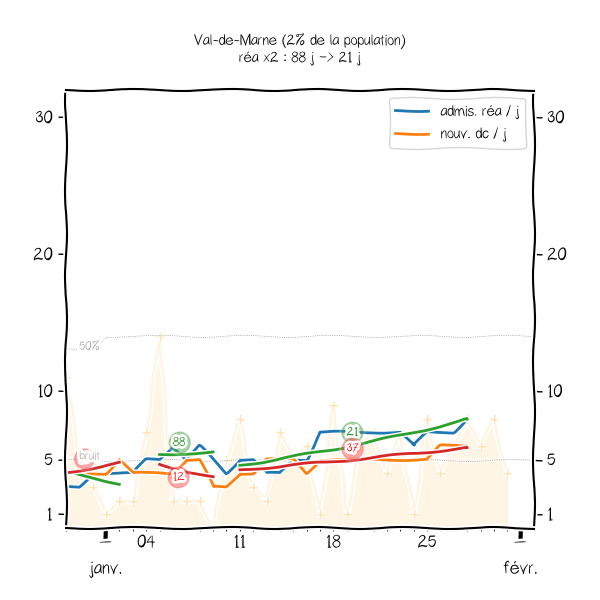 Val-de-Marne (2% de la population)
réa x2 : 88 j -> 21 j
admis. réa / j
nouv. dc / j
30 30
20 20
50%
10 10
88 21
37
5 bruit 5
12
1 1
04 11 18 25
janv. févr.